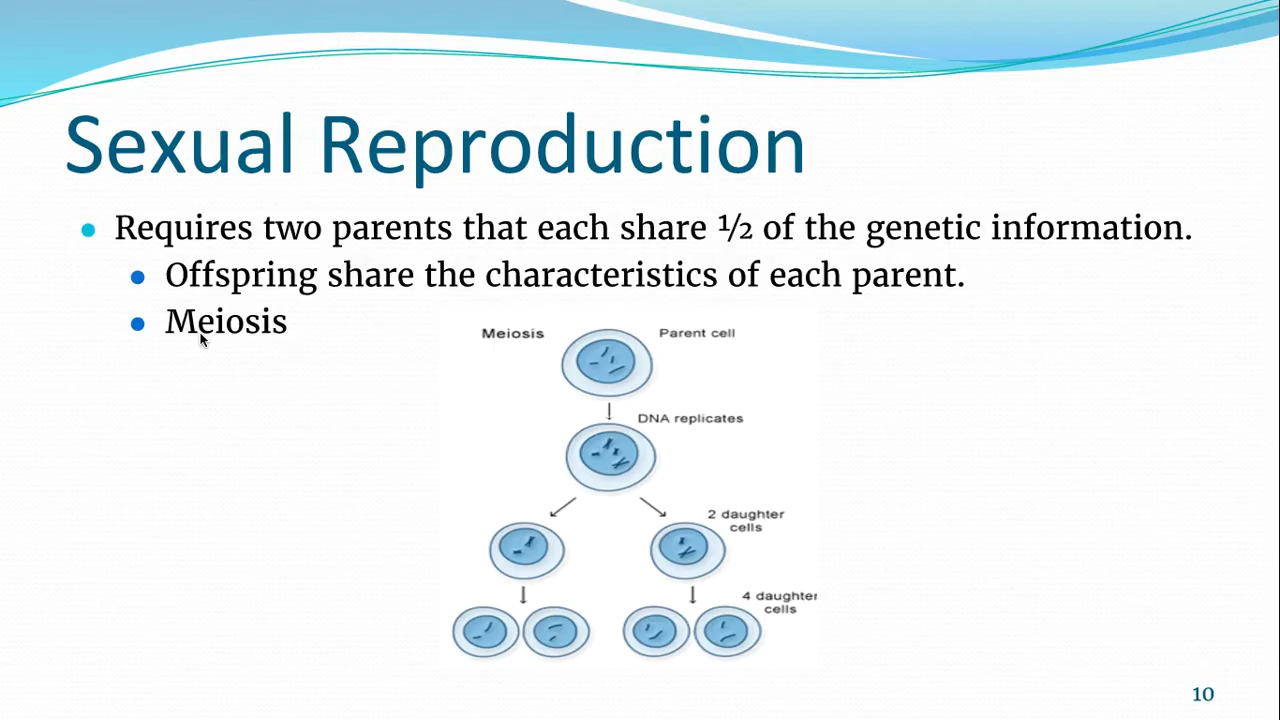 Sexual Reproduction
Requires two parents that each share ½ of the genetic information.
Offspring share the characteristics of each parent.
Meiosis
Meiosis
Parent cell
DNA replicates
2 daughter
cells
4 daughter
cells
10